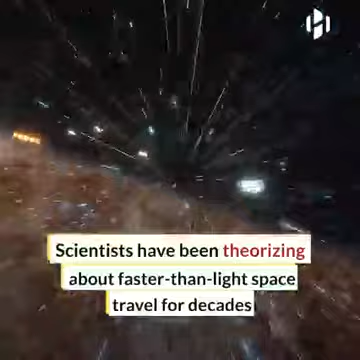 Scientists have been theorizing
about faster-than-light space
travel for decades